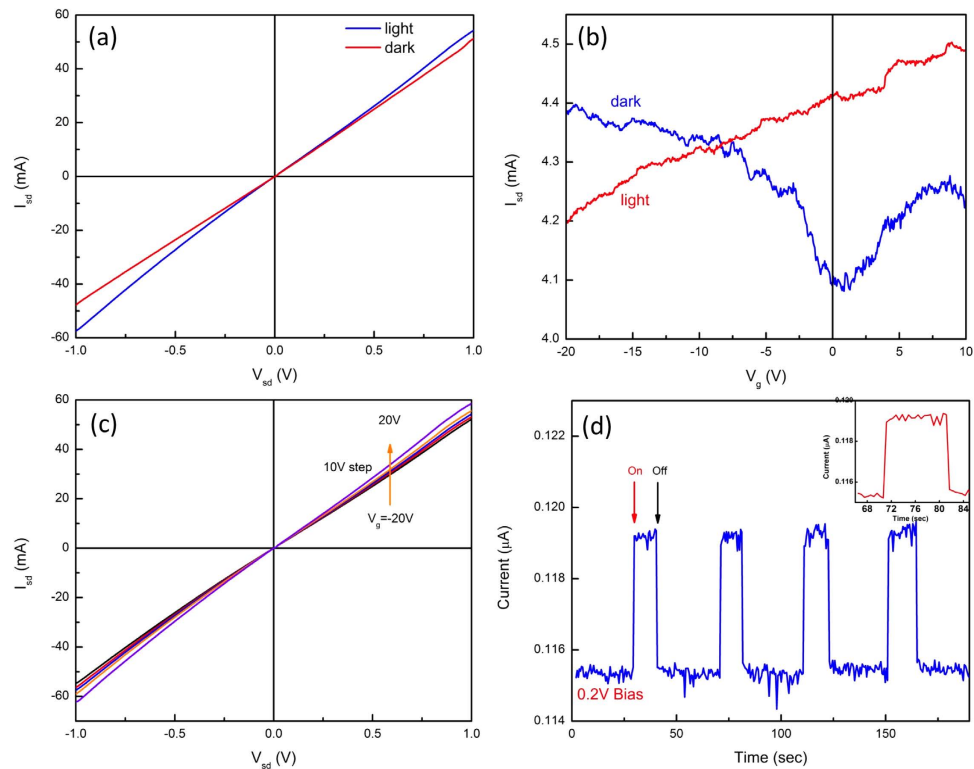 (a)
light
dark
60
40
20
0
-20
-40
60
-1.0
-0.5
0.0
0.5
1.0
I_sd (mA)
V_sd (V)
(b)
dark
light
4.5
4.4
4.3
4.2
4.1
4.0
-20
-15
-10
-5
0
5
10
I_sd (mA)
V_g (V)
(c)
20V
10V step
V_g=-20V
60
40
20
0
-20
-40
-60
-1.0
-0.5
0.0
0.5
1.0
I_sd (mA)
V_sd (V)
(d)
On
Off
0.2V Bias
0.122
0.120
0.118
0.116
0.114
0
50
100
150
Current (μA)
Time (sec)
0.120
0.118
0.116
68
72
76
80
84
Current (μA)
Time (sec)